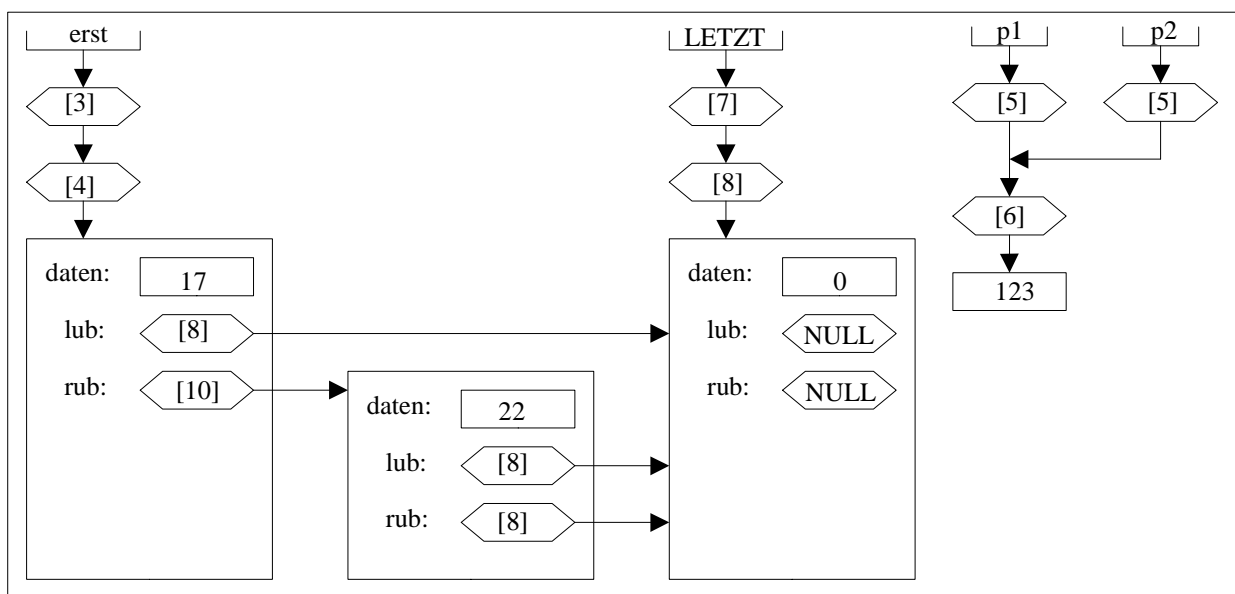 erst LETZT p1 p2
[3] [7] [5] [5]
[4] [8] [6]
daten: 17 daten: 0 123
lub: [8] lub: NULL
rub: [10] rub: NULL
daten: 22
lub: [8]
rub: [8]